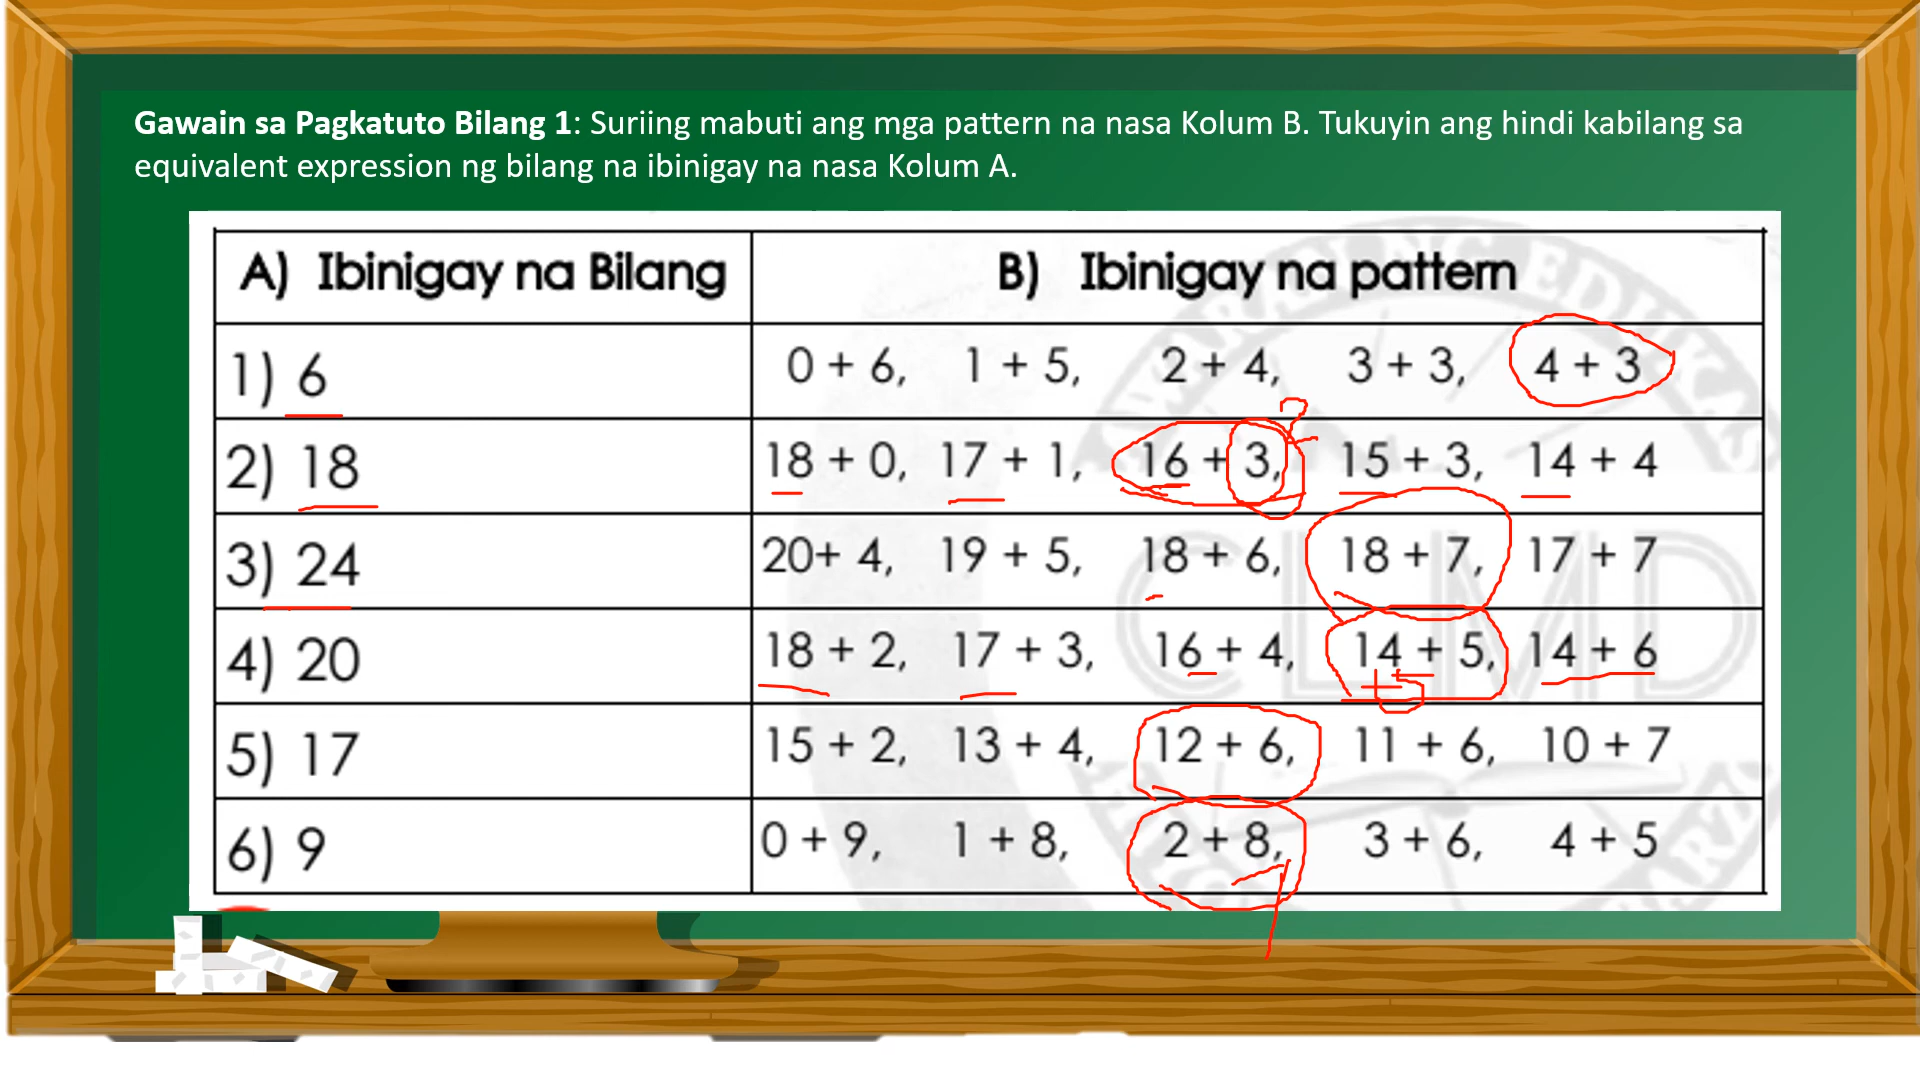 Gawain sa Pagkatuto Bilang 1: Suriing mabuti ang mga pattern na nasa Kolum B. Tukuyin ang hindi kabilang sa
equivalent expression ng bilang na ibinigay na nasa Kolum A.
A) Ibinigay na Bilang B) Ibinigay na pattern
1) 6 0 + 6, 1 + 5, 2 + 4, 3 + 3, 4 + 3
2
2) 18 18 + 0, 17 + 1, 16 + 3, 15 + 3, 14 + 4
3) 24 20+ 4, 19 + 5, 18 + 6, 18 + 7, 17 + 7
4) 20 18 + 2, 17 + 3, 16 + 4, 14 + 5, 14 + 6
+5
5) 17 15 + 2, 13 + 4, 12 + 6, 11 + 6, 10 + 7
6) 9 0 + 9, 1 + 8, 2 + 8, 3 + 6, 4 + 5
7
CLMD